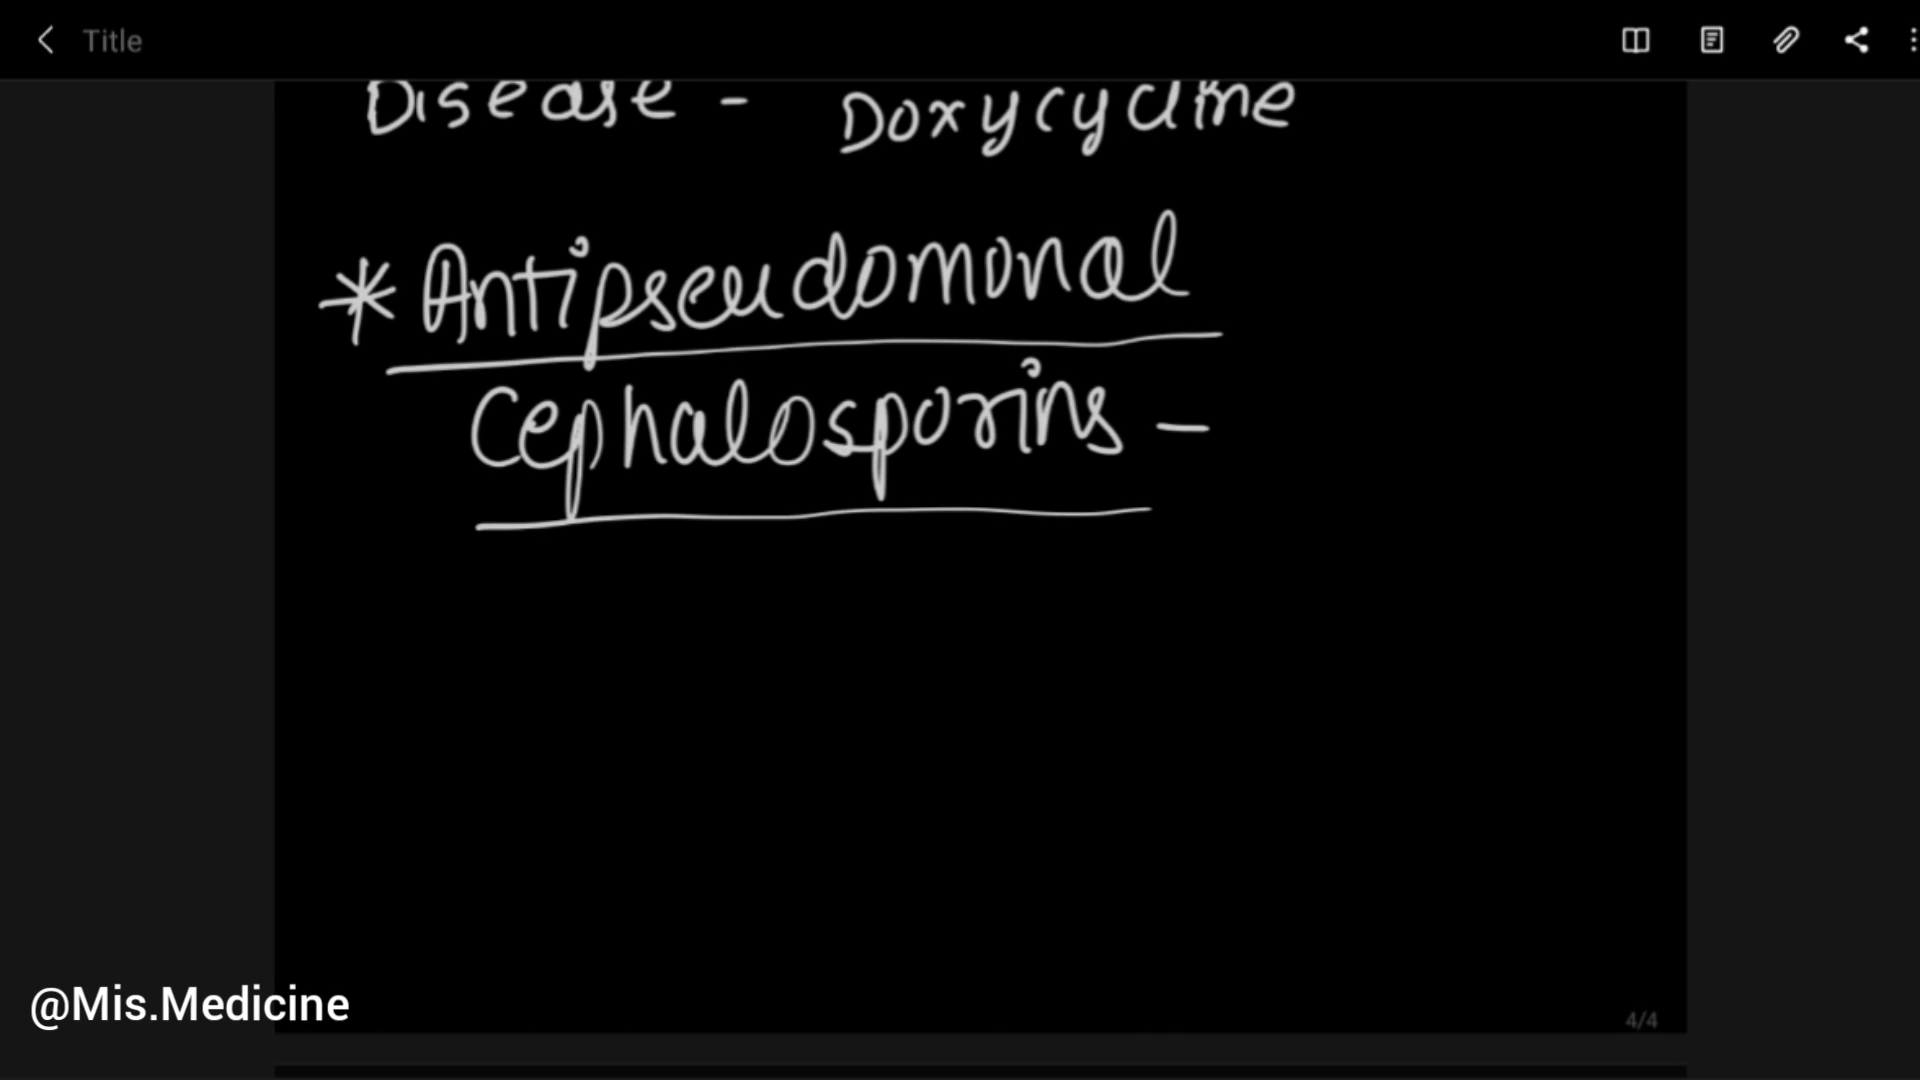 Title
Disease - Doxycycline
*Antipseudomonal
Cephalosporins -
@Mis.Medicine
4/4